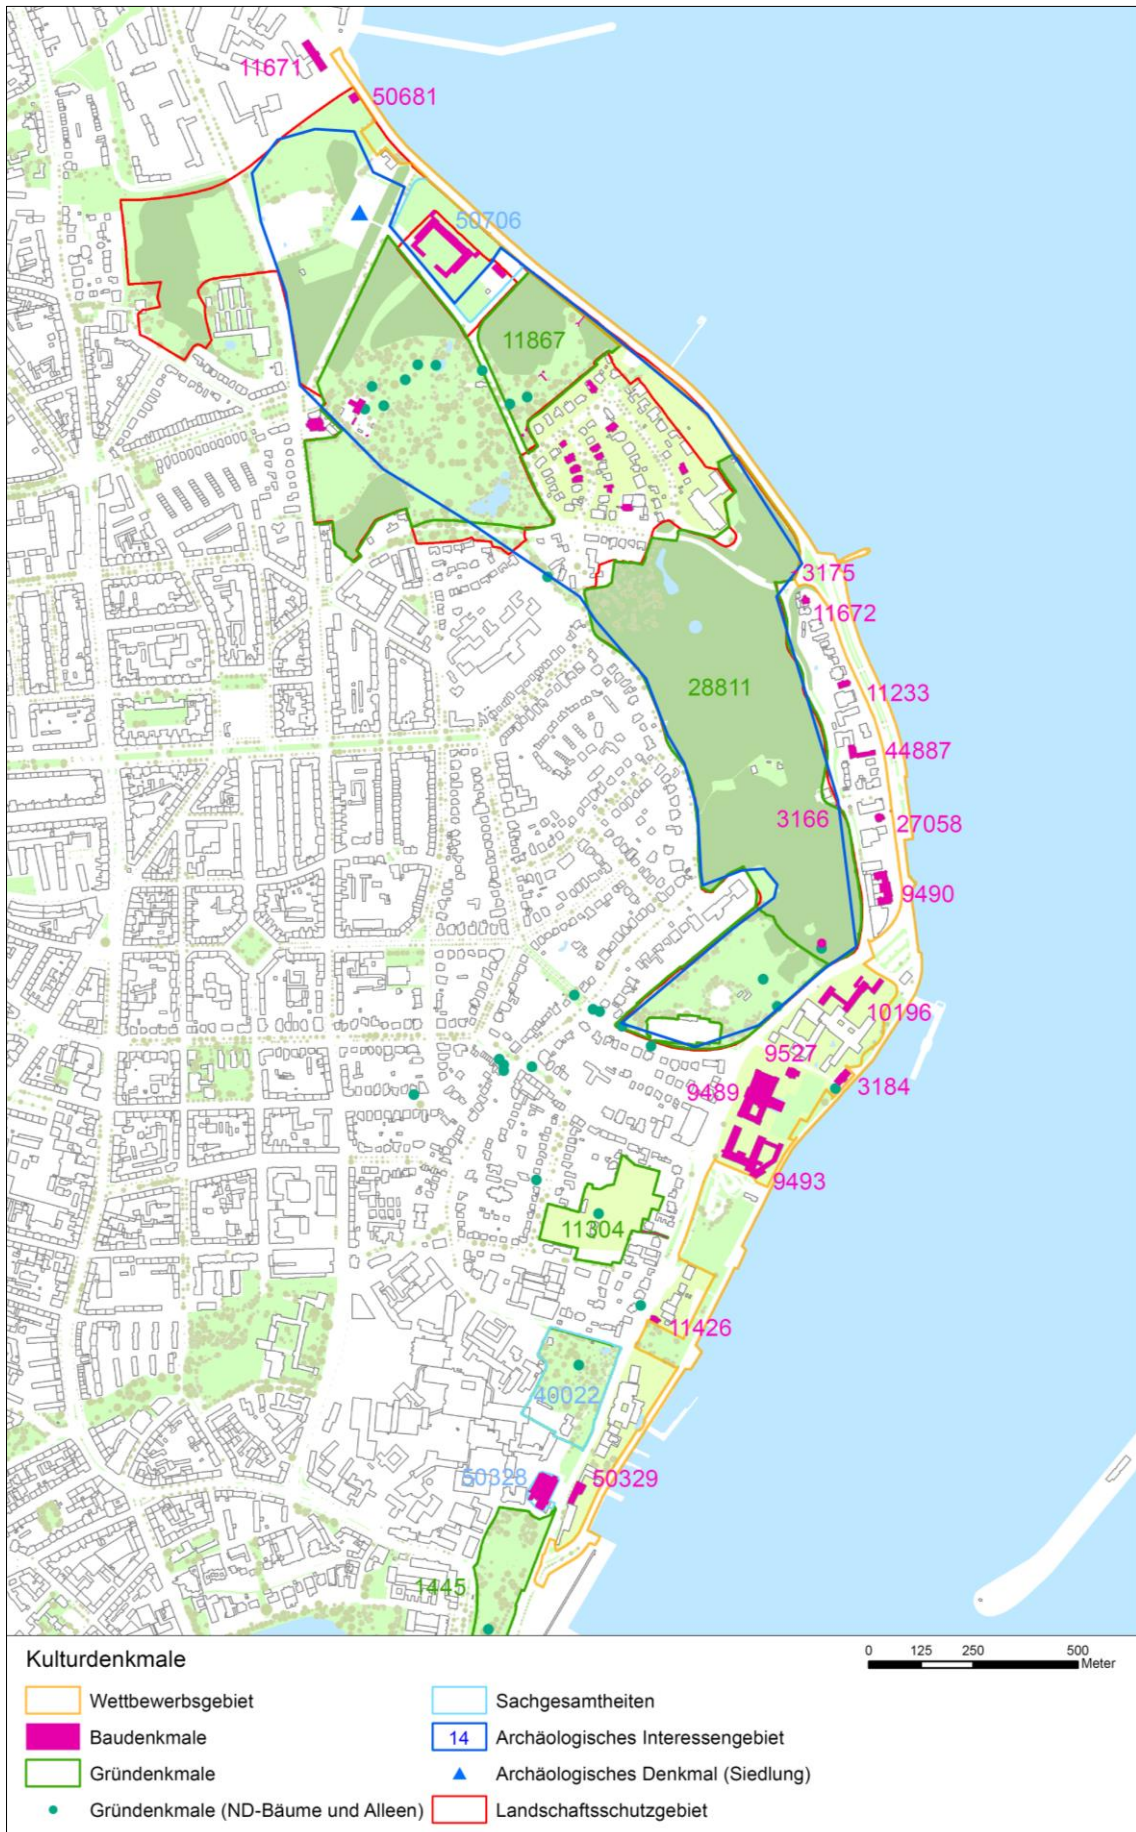 11671
50681
50706
11867
3175
11672
28811
11233
44887
3166
27058
9490
10196
9527
9489
3184
9493
11304
11426
40022
50328
50329
1445
Kulturdenkmale
0 125 250 500
Meter
Wettbewerbsgebiet
Sachgesamtheiten
Baudenkmale
14 Archäologisches Interessengebiet
Gründenkmale
Archäologisches Denkmal (Siedlung)
Gründenkmale (ND-Bäume und Alleen)
Landschaftsschutzgebiet